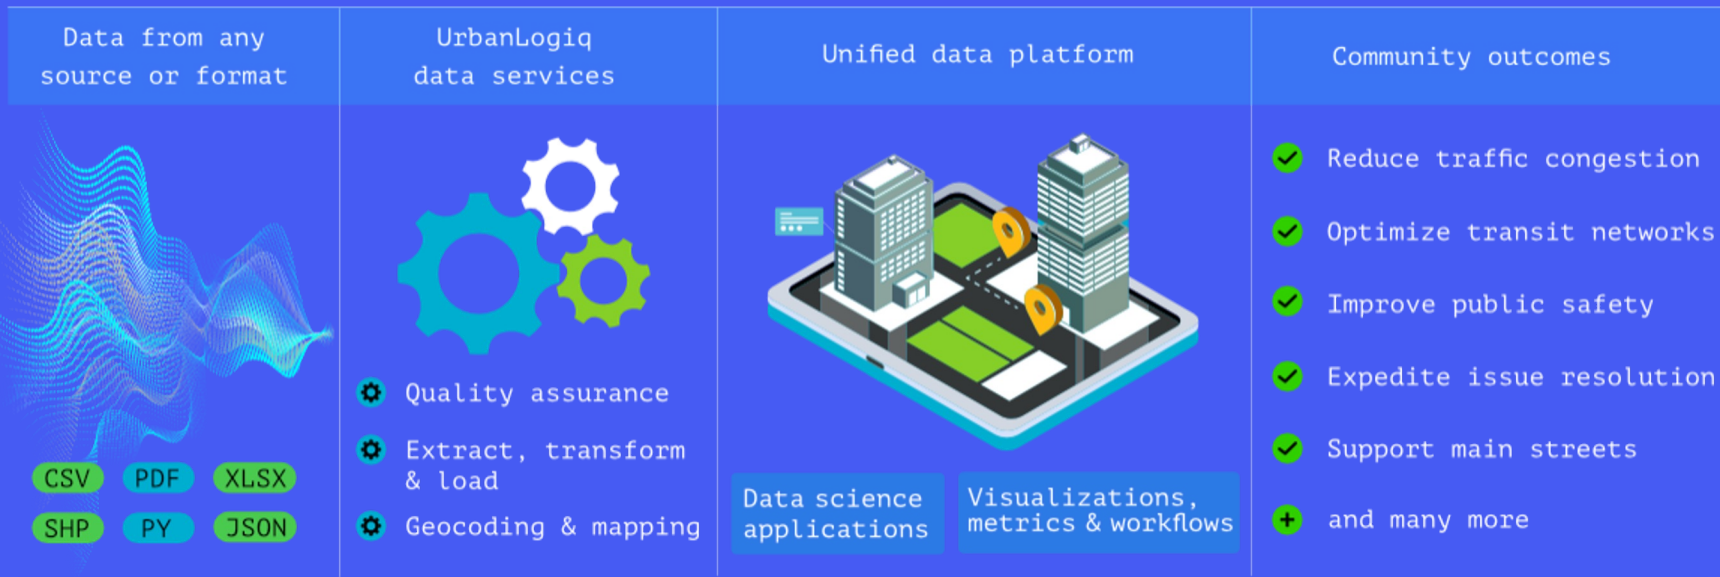 Data from any
source or format
CSV PDF XLSX
SHP PY JSON
UrbanLogiq
data services
Quality assurance
Extract, transform
& load
Geocoding & mapping
Unified data platform
Data science
applications
Visualizations,
metrics & workflows
Community outcomes
Reduce traffic congestion
Optimize transit networks
Improve public safety
Expedite issue resolution
Support main streets
and many more